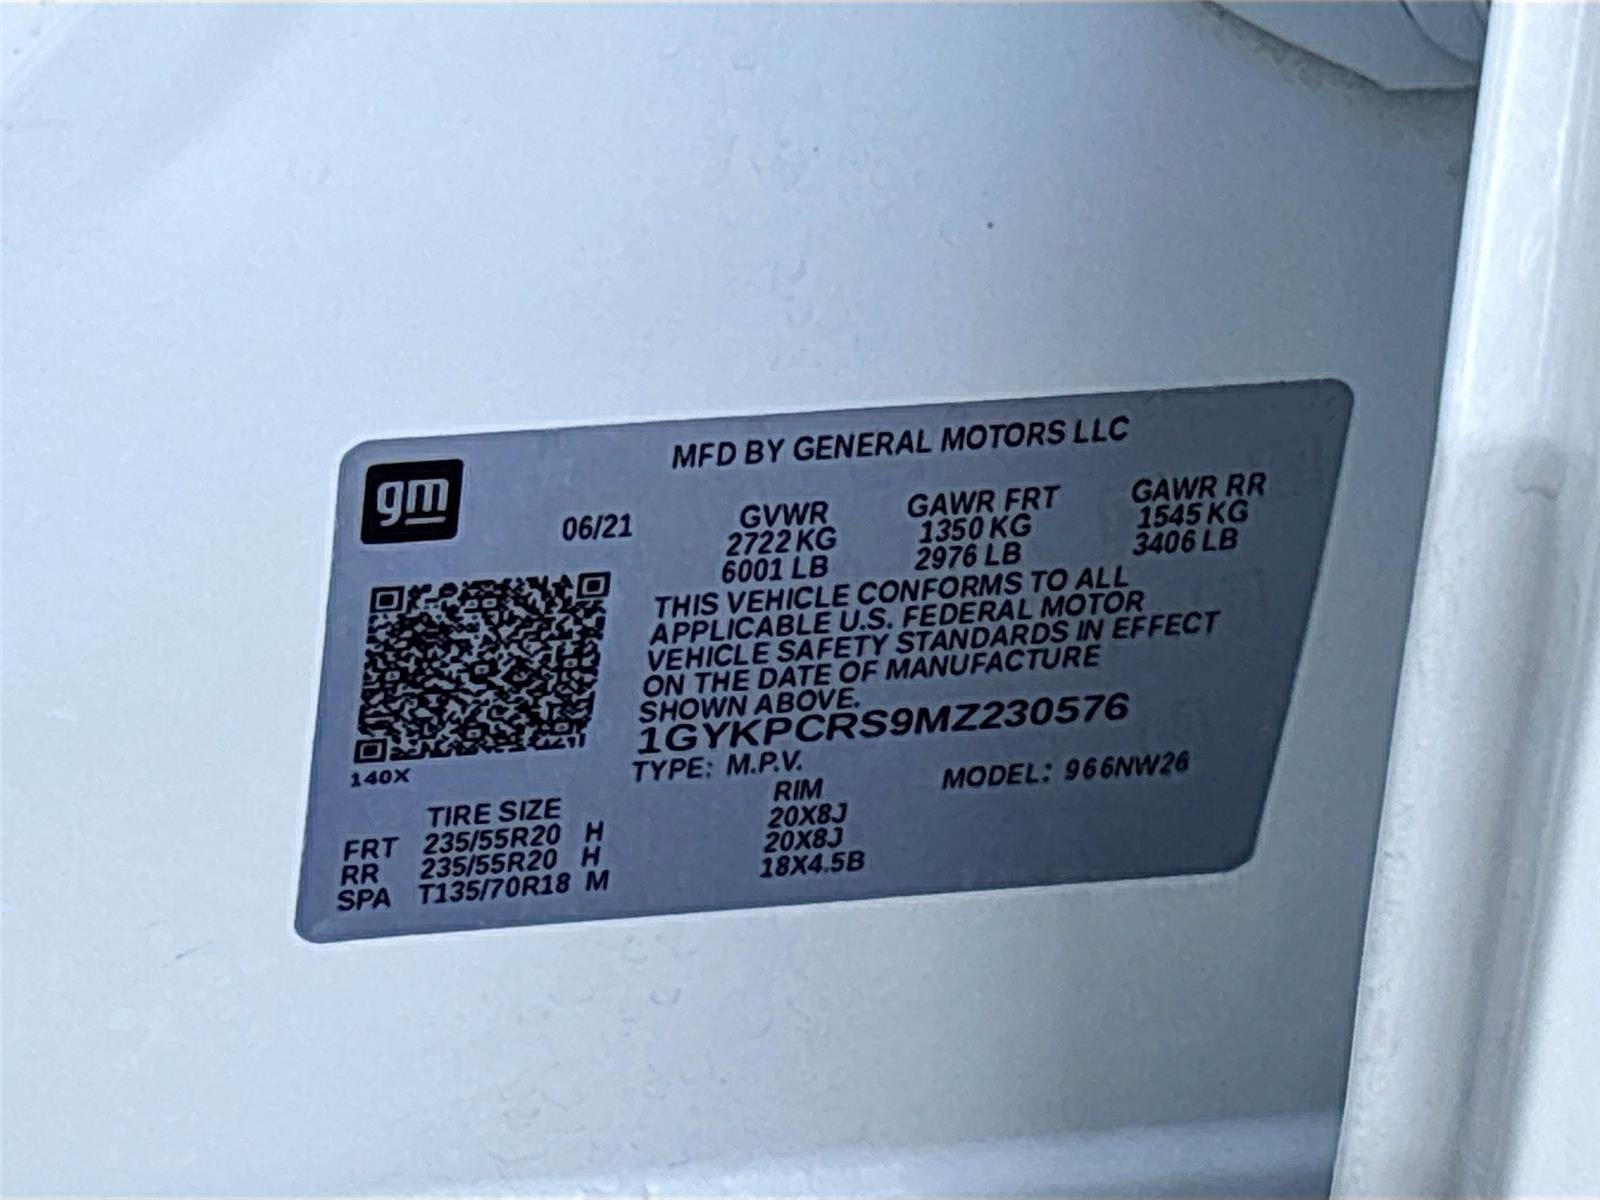 MFD BY GENERAL MOTORS LLC
gm
06/21
GVWR GAWR FRT GAWR RR
2722 KG 1350 KG 1545 KG
6001 LB 2976 LB 3406 LB
THIS VEHICLE CONFORMS TO ALL
APPLICABLE U.S. FEDERAL MOTOR
VEHICLE SAFETY STANDARDS IN EFFECT
ON THE DATE OF MANUFACTURE
SHOWN ABOVE.
1GYKPCRS9MZ230576
140X
TYPE: M.P.V. MODEL: 966NW26
TIRE SIZE RIM
FRT 235/55R20 H 20X8J
RR 235/55R20 H 20X8J
SPA T135/70R18 M 18X4.5B